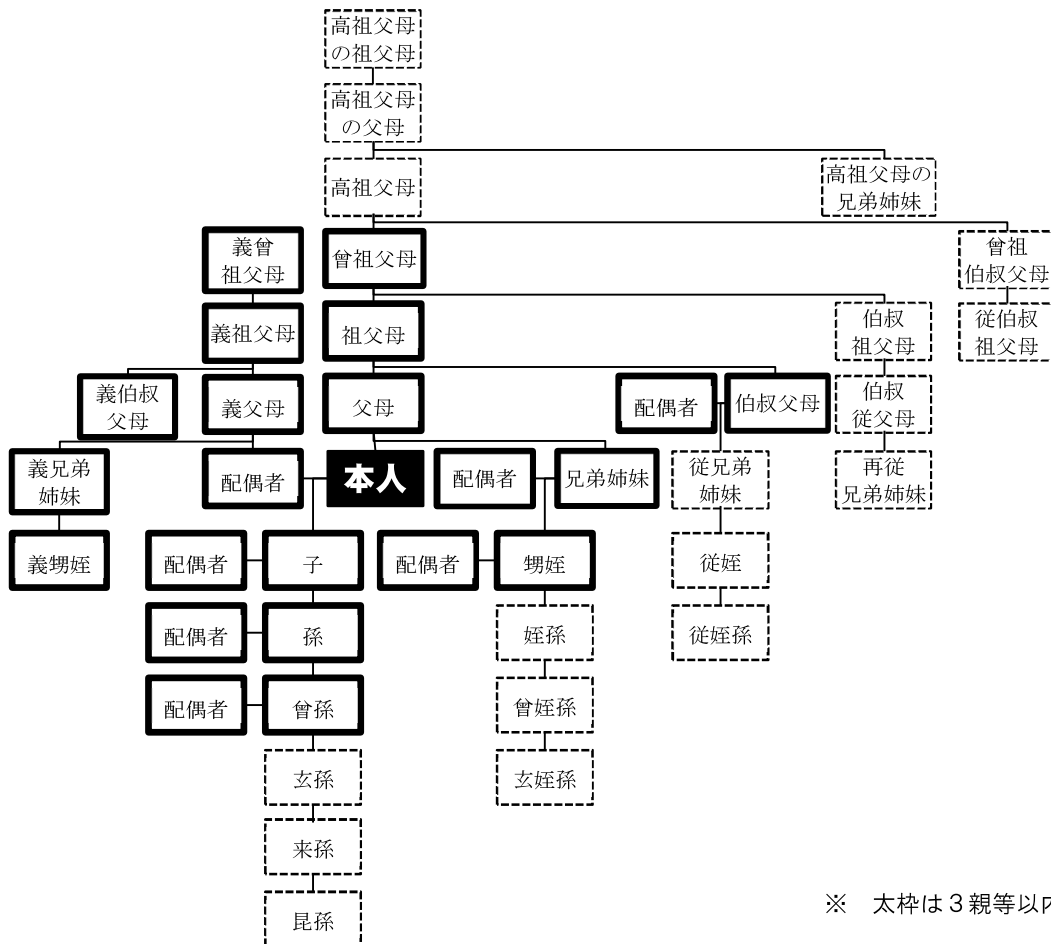 高祖父母
の祖父母
高祖父母
の父母
高祖父母
高祖父母の
兄弟姉妹
義曾
祖父母
曾祖父母
曾祖
伯叔父母
義祖父母
祖父母
伯叔
祖父母
従伯叔
祖父母
義伯叔
父母
義父母
父母
配偶者
伯叔父母
伯叔
従父母
義兄弟
姉妹
配偶者
本人
配偶者
兄弟姉妹
従兄弟
姉妹
再従
兄弟姉妹
義甥姪
配偶者
子
配偶者
甥姪
従姪
配偶者
孫
姪孫
従姪孫
配偶者
曾孫
曾姪孫
玄孫
玄姪孫
来孫
昆孫
※ 太枠は3親等以内